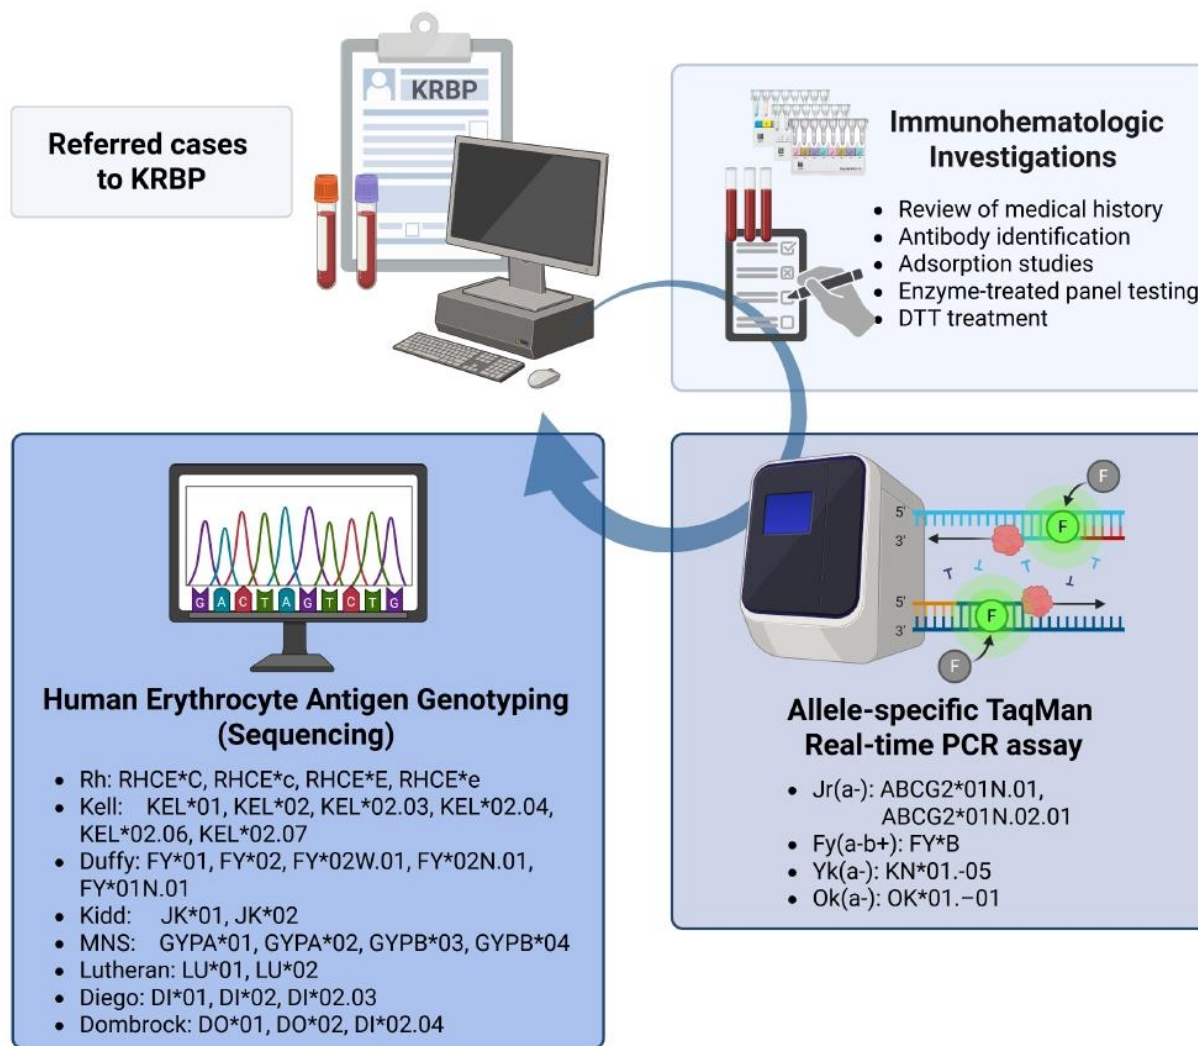 Referred cases
to KRBP
KRBP
Immunohematologic
Investigations
• Review of medical history
• Antibody identification
• Adsorption studies
• Enzyme-treated panel testing
• DTT treatment
G A C T A G T C T G
Human Erythrocyte Antigen Genotyping
(Sequencing)
• Rh: RHCE*C, RHCE*c, RHCE*E, RHCE*e
• Kell: KEL*01, KEL*02, KEL*02.03, KEL*02.04,
KEL*02.06, KEL*02.07
• Duffy: FY*01, FY*02, FY*02W.01, FY*02N.01,
FY*01N.01
• Kidd: JK*01, JK*02
• MNS: GYPA*01, GYPA*02, GYPB*03, GYPB*04
• Lutheran: LU*01, LU*02
• Diego: DI*01, DI*02, DI*02.03
• Dombrock: DO*01, DO*02, DI*02.04
F
5'
F
3'
5'
F
3'
F
Allele-specific TaqMan
Real-time PCR assay
• Jr(a-): ABCG2*01N.01,
ABCG2*01N.02.01
• Fy(a-b+): FY*B
• Yk(a-): KN*01.-05
• Ok(a-): OK*01.–01